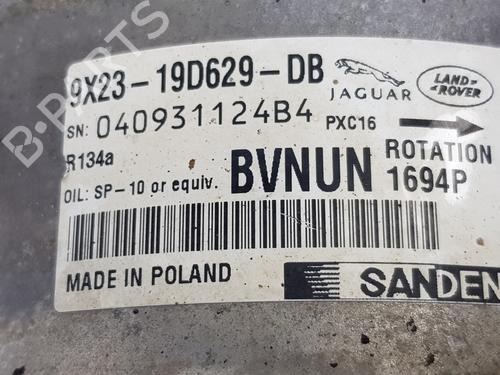 9X23-19D629-DB
JAGUAR
LAND-
ROVER
SN: 040931124B4
PXC16
R134a
BVNUN
ROTATION
OIL: SP-10 or equiv.
1694P
MADE IN POLAND
SANDEN
B-PARTS